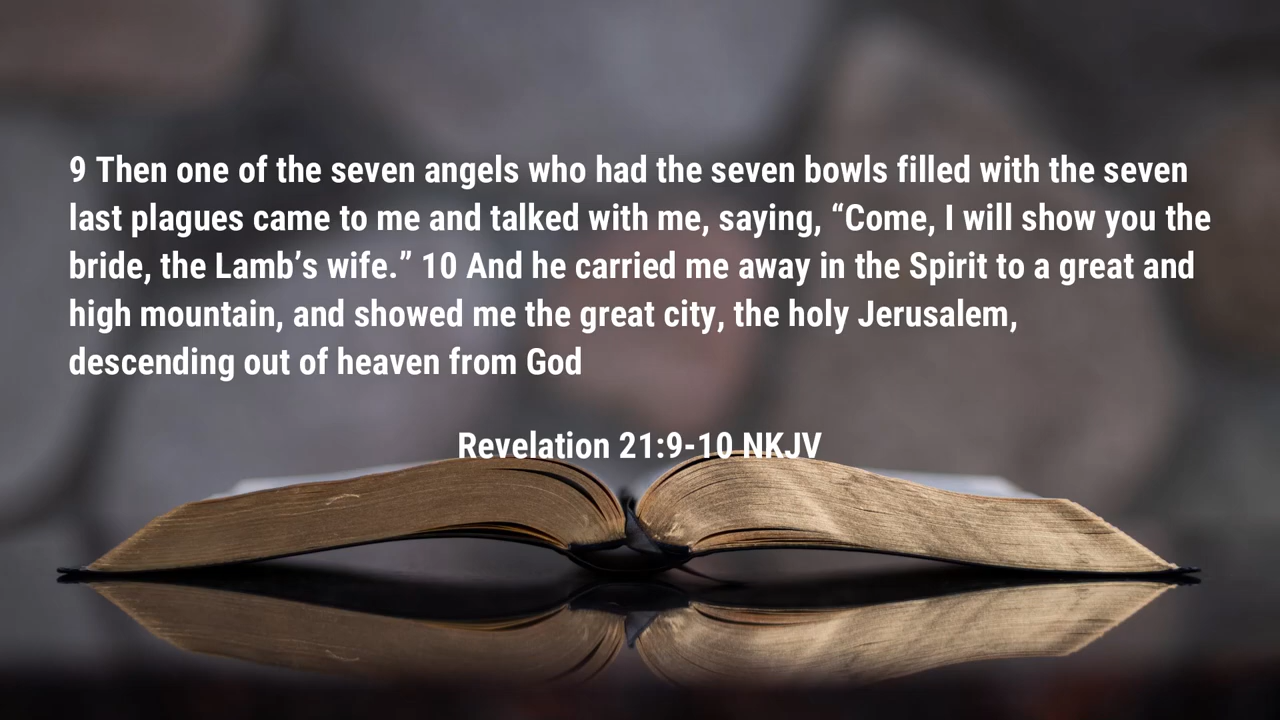 9 Then one of the seven angels who had the seven bowls filled with the seven
last plagues came to me and talked with me, saying, “Come, I will show you the
bride, the Lamb’s wife.” 10 And he carried me away in the Spirit to a great and
high mountain, and showed me the great city, the holy Jerusalem,
descending out of heaven from God
Revelation 21:9-10 NKJV